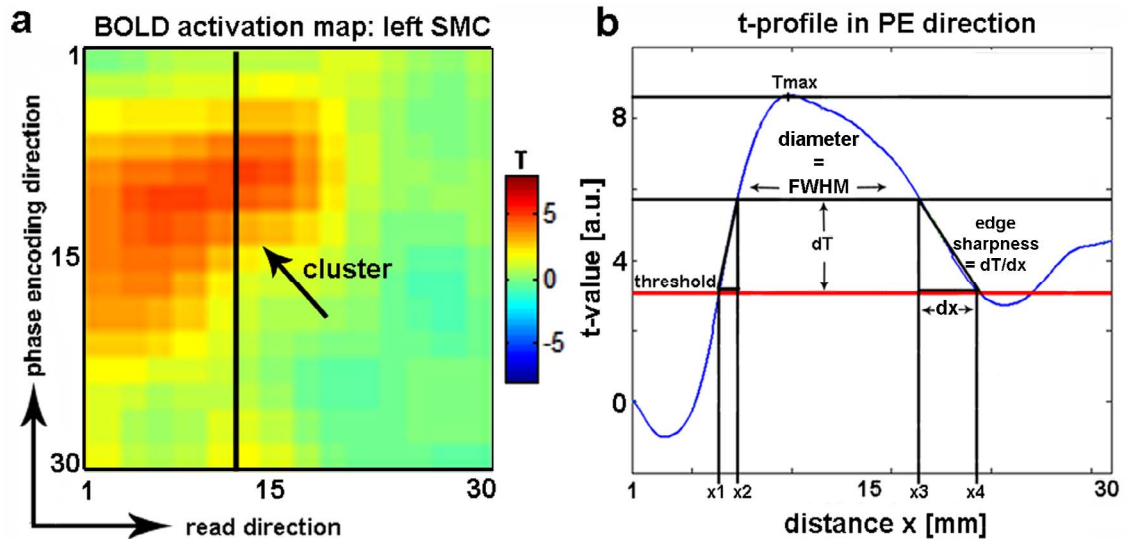 a
BOLD activation map: left SMC
1
15
30
phase encoding direction
cluster
1
15
30
read direction
T
5
0
-5
b
t-profile in PE direction
Tmax
8
diameter
=
FWHM
dT
edge
sharpness
= dT/dx
4
threshold
dx
0
t-value [a.u.]
1
x1
x2
15
x3
x4
30
distance x [mm]